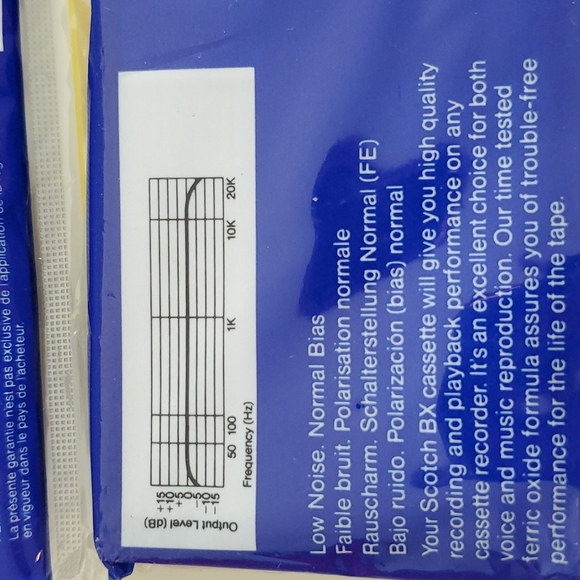 La présente garantie n'est pas exclusive de l'application de la
en vigueur dans le pays de l'acheteur.
Output Level (dB)
+15
+10
+5
0
-5
-10
-15
50 100 1K 10K 20K
Frequency (Hz)
Low Noise. Normal Bias
Faible bruit. Polarisation normale
Rauscharm. Schalterstellung Normal (FE)
Bajo ruido. Polarización (bias) normal
Your Scotch BX cassette will give you high quality
recording and playback performance on any
cassette recorder. It's an excellent choice for both
voice and music reproduction. Our time tested
ferric oxide formula assures you of trouble-free
performance for the life of the tape.